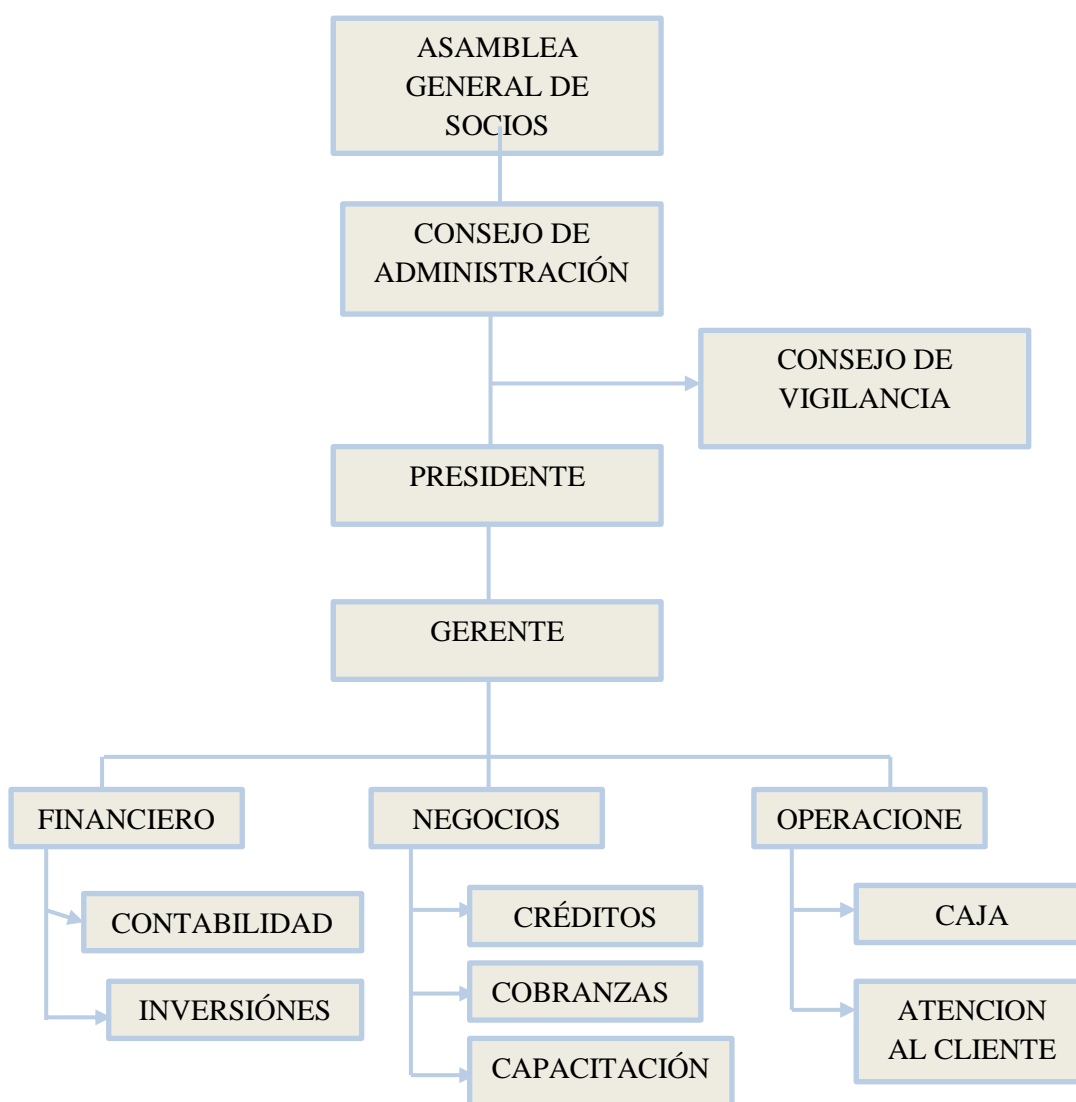 ASAMBLEA
GENERAL DE
SOCIOS
CONSEJO DE
ADMINISTRACIÓN
CONSEJO DE
VIGILANCIA
PRESIDENTE
GERENTE
FINANCIERO
NEGOCIOS
OPERACIONE
CONTABILIDAD
INVERSIÓNES
CRÉDITOS
COBRANZAS
CAPACITACIÓN
CAJA
ATENCION
AL CLIENTE